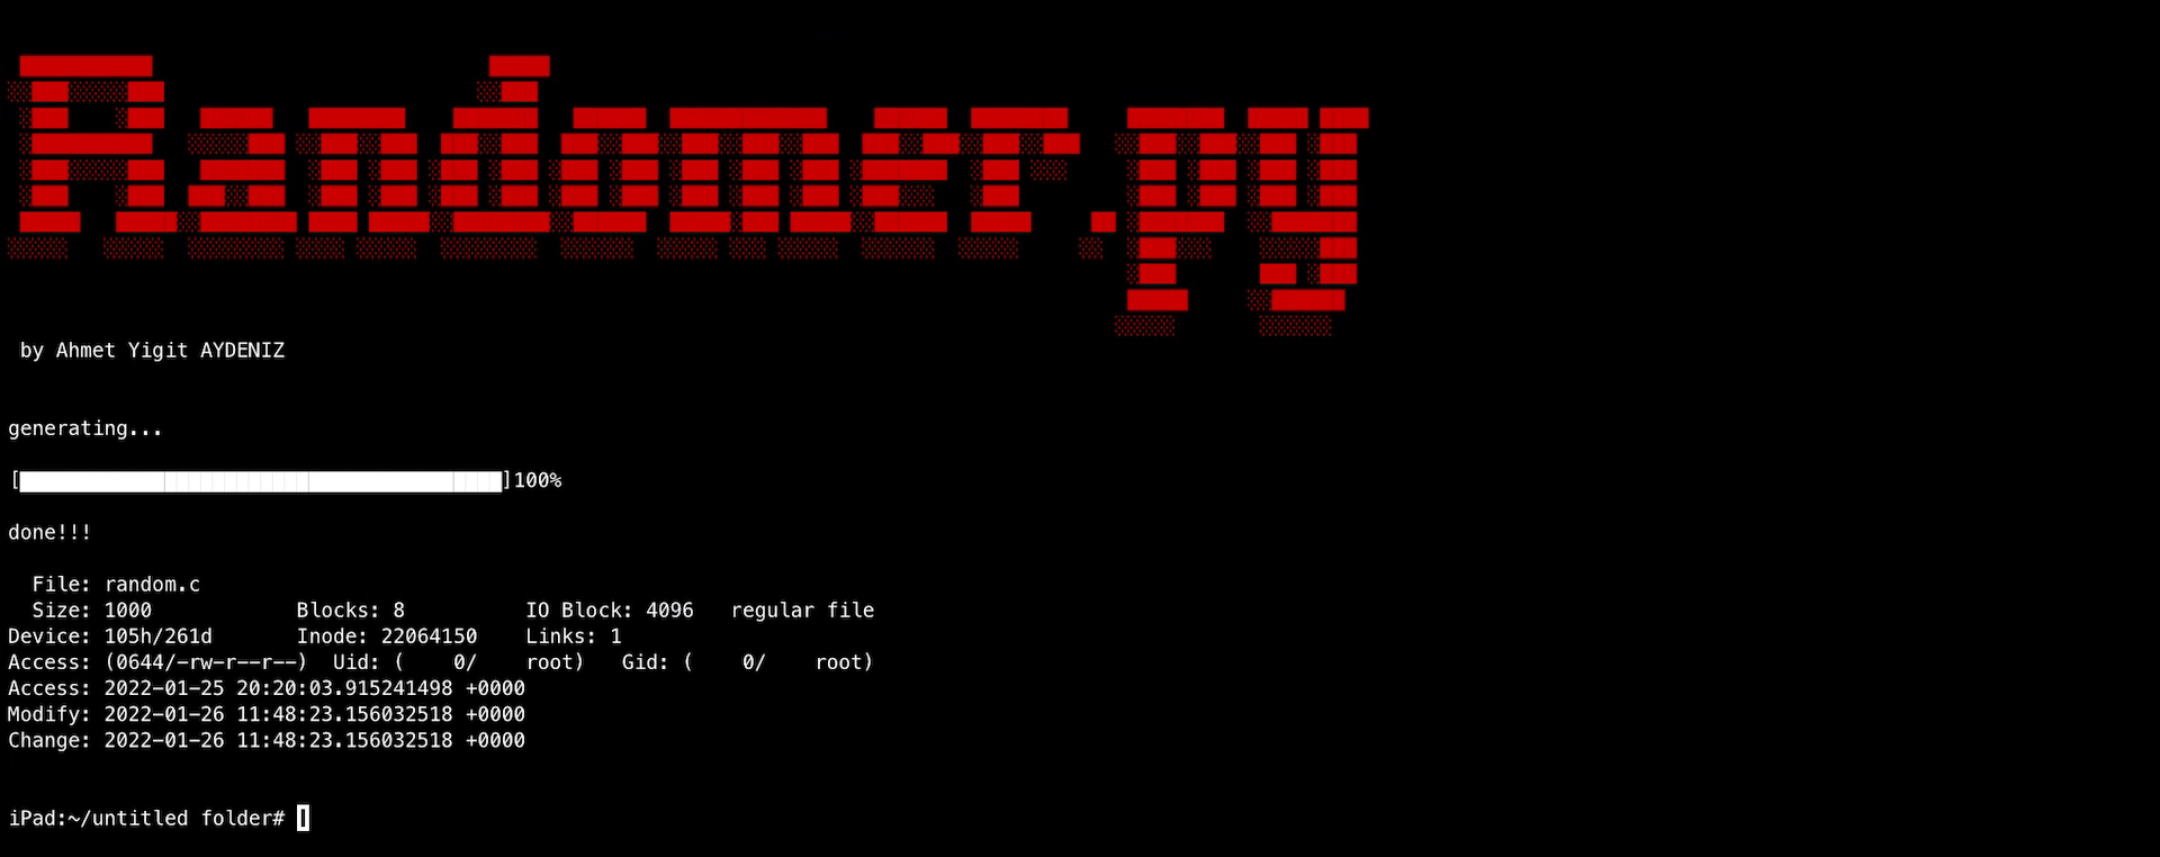 Randomer.py
by Ahmet Yigit AYDENIZ
generating...
[████████████████████████████████████████]100%
done!!!
File: random.c
Size: 1000 Blocks: 8 IO Block: 4096 regular file
Device: 105h/261d Inode: 22064150 Links: 1
Access: (0644/-rw-r--r--) Uid: ( 0/ root) Gid: ( 0/ root)
Access: 2022-01-25 20:20:03.915241498 +0000
Modify: 2022-01-26 11:48:23.156032518 +0000
Change: 2022-01-26 11:48:23.156032518 +0000
iPad:~/untitled folder#